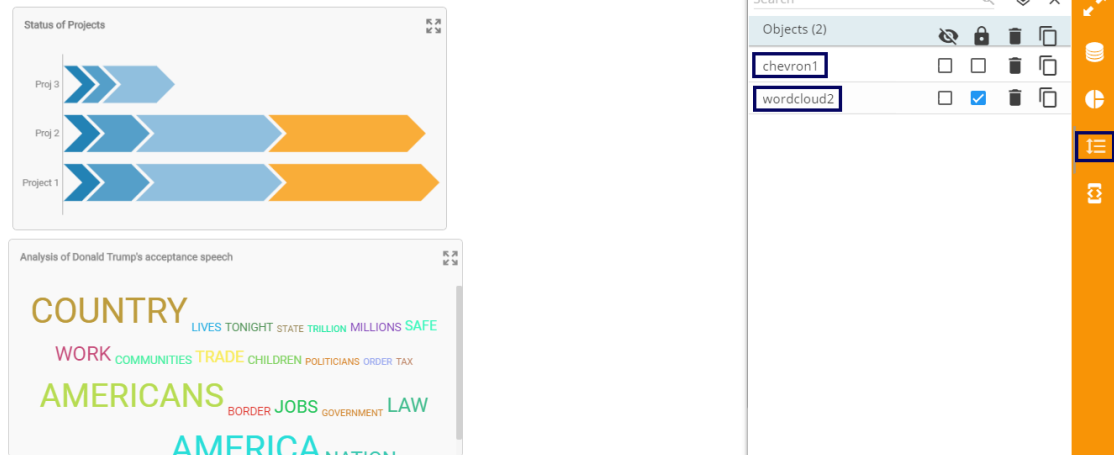 Search
Status of Projects
Objects (2)
Proj 3
chevron1
wordcloud2
Proj 2
Project 1
Analysis of Donald Trump's acceptance speech
COUNTRY LIVES TONIGHT STATE TRILLION MILLIONS SAFE
WORK COMMUNITIES TRADE CHILDREN POLITICIANS ORDER TAX
AMERICANS BORDER JOBS GOVERNMENT LAW
AMERICA NATION